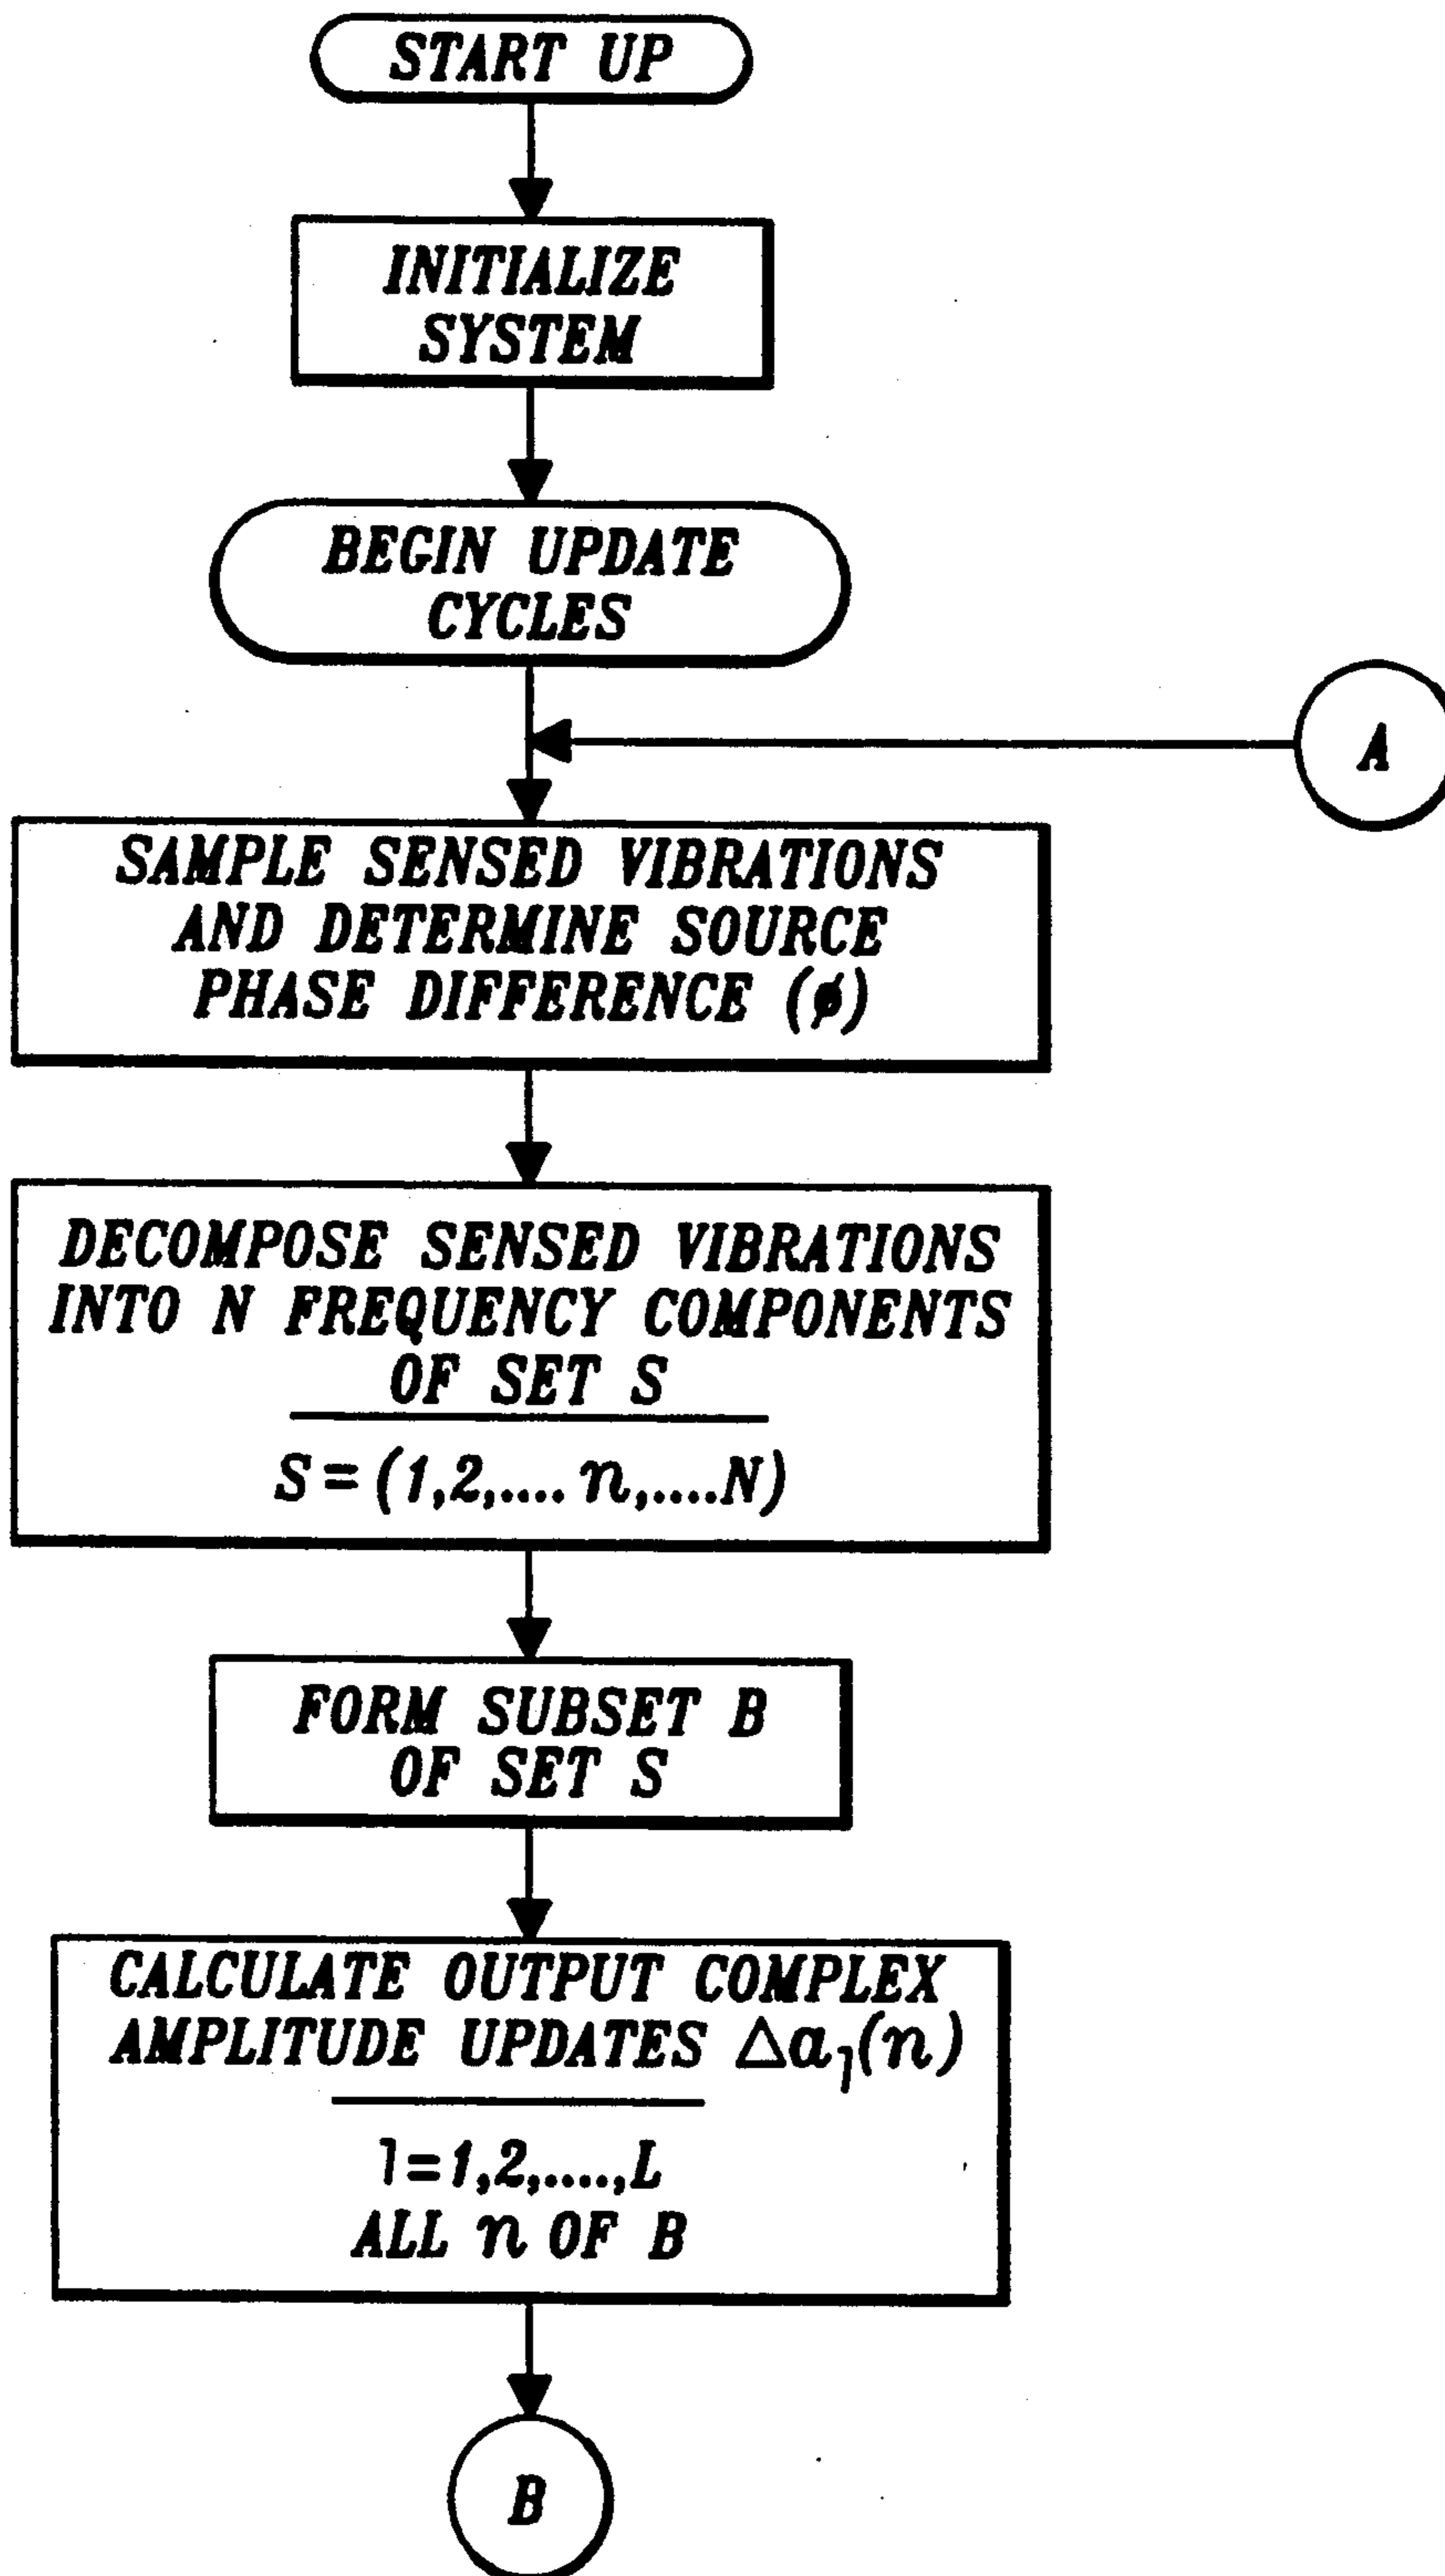 START UP
INITIALIZE
SYSTEM
BEGIN UPDATE
CYCLES
A
SAMPLE SENSED VIBRATIONS
AND DETERMINE SOURCE
PHASE DIFFERENCE (ø)
DECOMPOSE SENSED VIBRATIONS
INTO N FREQUENCY COMPONENTS
OF SET S
S = (1,2,.... n,....N)
FORM SUBSET B
OF SET S
CALCULATE OUTPUT COMPLEX
AMPLITUDE UPDATES Δa_l(n)
l=1,2,....,L
ALL n OF B
B